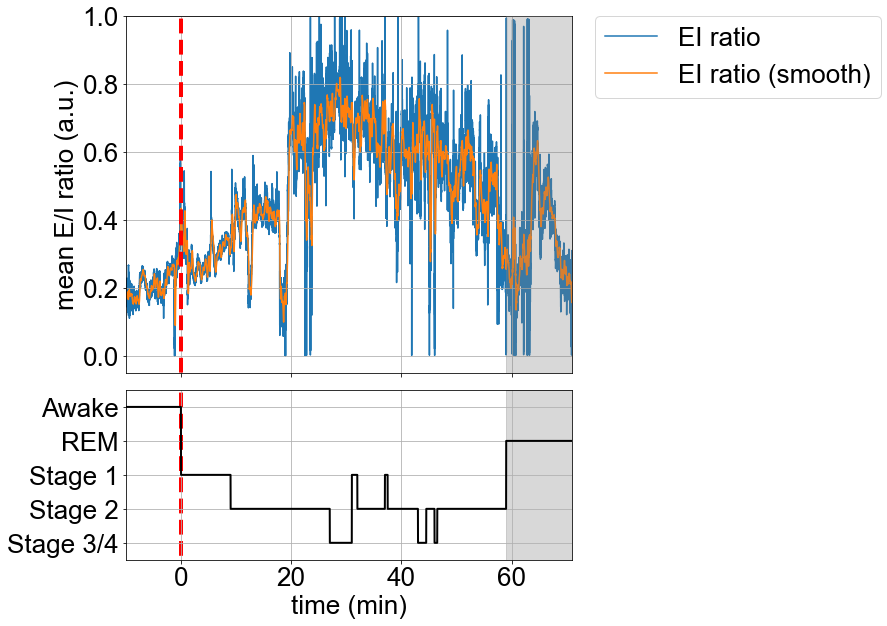 EI ratio
EI ratio (smooth)
mean E/I ratio (a.u.)
1.0
0.8
0.6
0.4
0.2
0.0
Awake
REM
Stage 1
Stage 2
Stage 3/4
0 20 40 60
time (min)